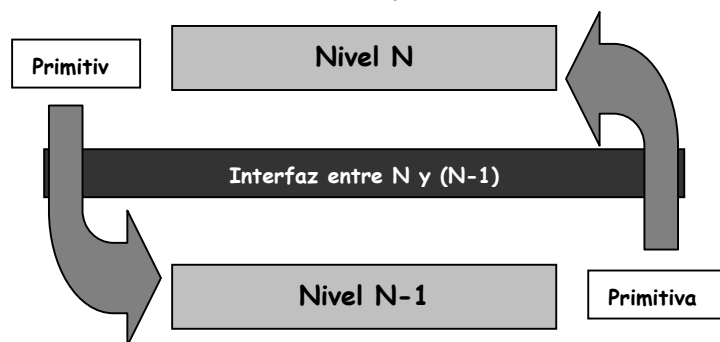 Nivel N
Primitiv
Interfaz entre N y (N-1)
Nivel N-1
Primitiva